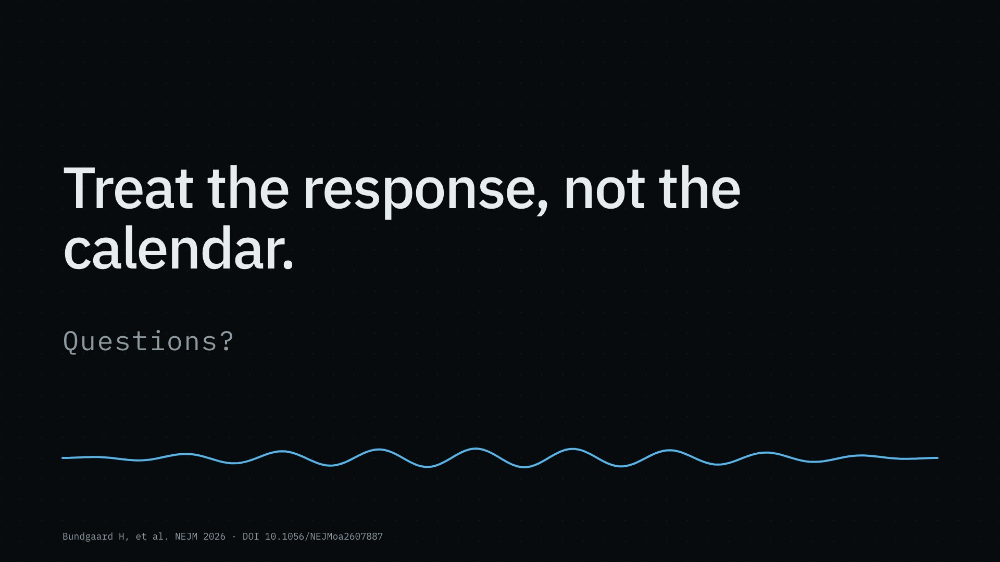 Treat the response, not the
calendar.
Questions?
Bundgaard H, et al. NEJM 2026 · DOI 10.1056/NEJMoa2607887